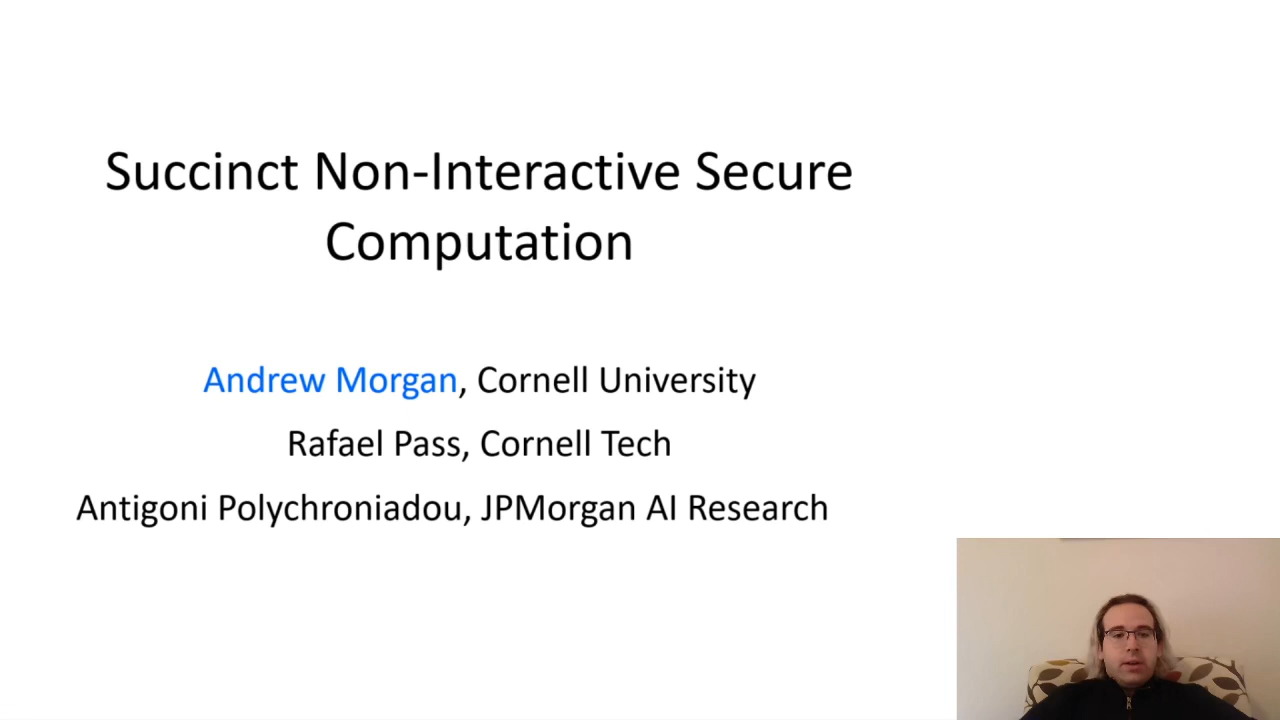 Succinct Non-Interactive Secure
Computation
Andrew Morgan, Cornell University
Rafael Pass, Cornell Tech
Antigoni Polychroniadou, JPMorgan AI Research